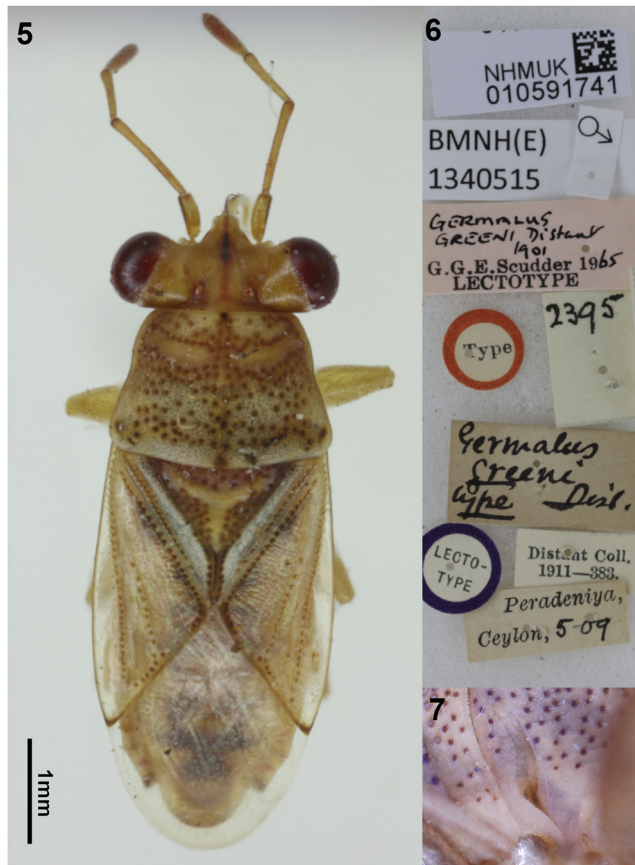 5
1mm
6
NHMUK
010591741
♂
BMNH(E)
1340515
GERMALUS
GREENI Distant
1901
G.G.E.Scudder 1965
LECTOTYPE
Type
2395
Germalus
greeni
type Dist.
LECTO-
TYPE
Distant Coll.
1911—383.
Peradeniya,
Ceylon, 5-09
7